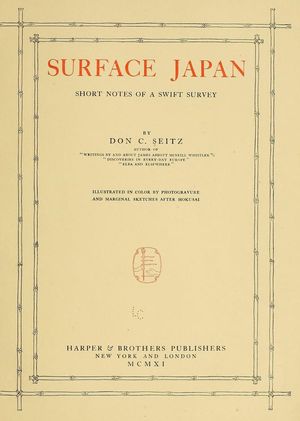 SURFACE JAPAN
SHORT NOTES OF A SWIFT SURVEY
BY
DON C. SEITZ
AUTHOR OF
"WRITINGS BY AND ABOUT JAMES ABBOTT MCNEILL WHISTLER";
"DISCOVERIES IN EVERY-DAY EUROPE"
"ELBA AND ELSEWHERE."
ILLUSTRATED IN COLOR BY PHOTOGRAVURE
AND MARGINAL SKETCHES AFTER HOKUSAI
HARPER & BROTHERS PUBLISHERS
NEW YORK AND LONDON
MCMXI